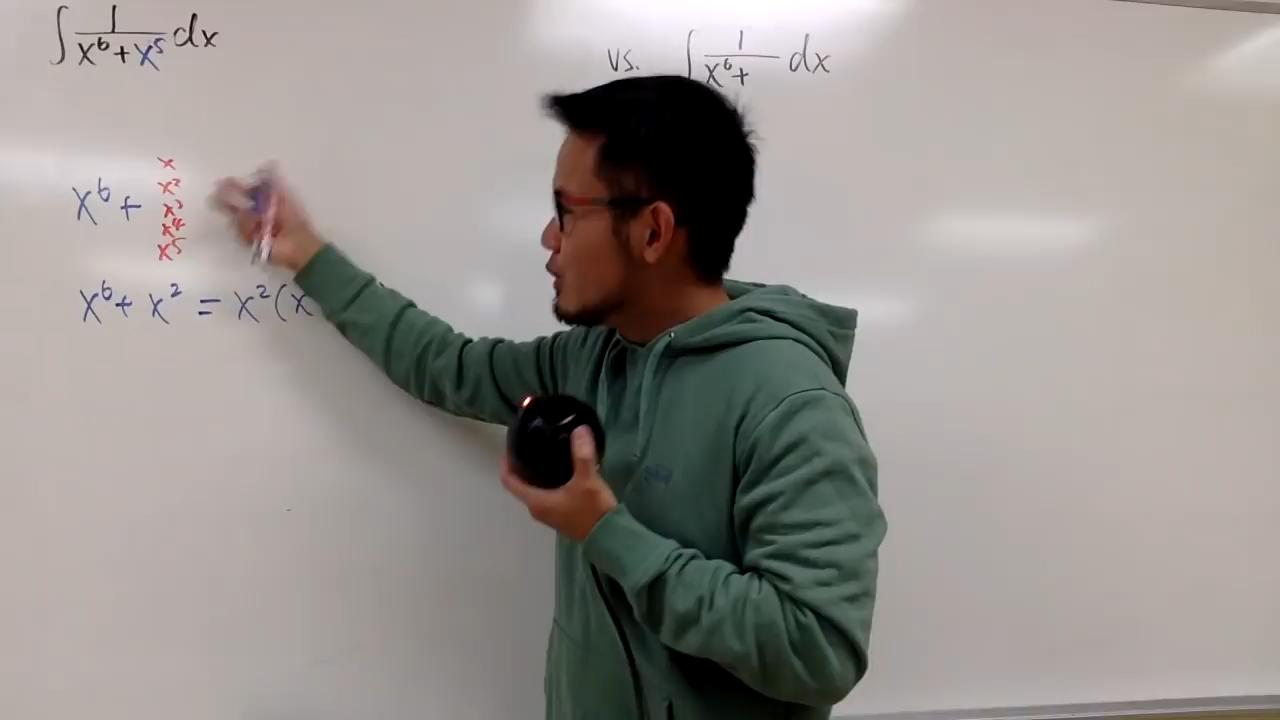 ∫ 1/(x⁶+x⁵) dx
vs. ∫ 1/(x⁶+ ) dx
x
x²
x⁶+ x³
x⁴
x⁵
x⁶+ x² = x²(x